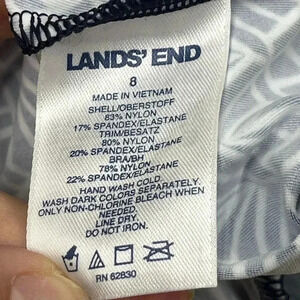 LANDS' END
8
MADE IN VIETNAM
SHELL/OBERSTOFF
83% NYLON
17% SPANDEX/ELASTANE
TRIM/BESATZ
80% NYLON
20% SPANDEX/ELASTANE
BRA/BH
78% NYLON
22% SPANDEX/ELASTANE
HAND WASH COLD.
WASH DARK COLORS SEPARATELY.
ONLY NON-CHLORINE BLEACH WHEN
NEEDED.
LINE DRY.
DO NOT IRON.
RN 62830